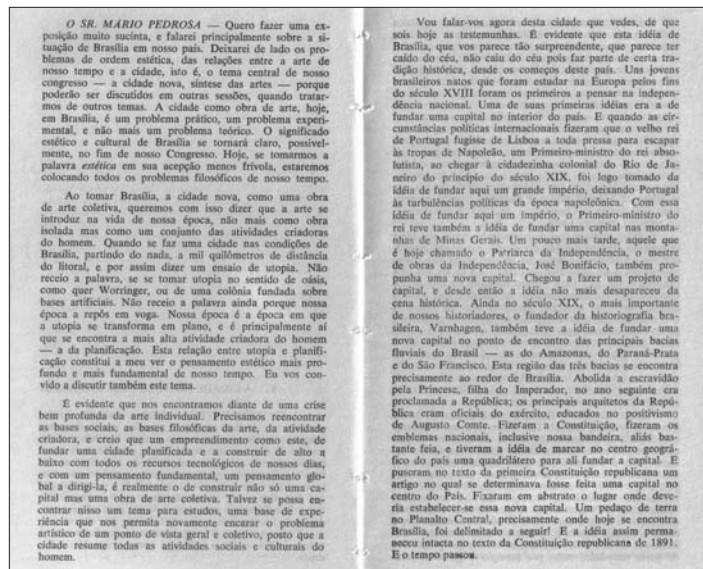 O SR. MÁRIO PEDROSA — Quero fazer uma ex-
posição muito sucinta, e falarei principalmente sobre a si-
tuação de Brasília em nosso país. Deixarei de lado os pro-
blemas de ordem estética, das relações entre a arte de
nosso tempo e a cidade, isto é, o tema central de nosso
congresso — a cidade nova, síntese das artes — porque
poderão ser discutidos em outras sessões, quando tratar-
mos de outros temas. A cidade como obra de arte, hoje,
em Brasília, é um problema prático, um problema experi-
mental, e não mais um problema teórico. O significado
estético e cultural de Brasília se tornará claro, possivel-
mente, no fim de nosso Congresso. Hoje, se tomarmos a
palavra estética em sua acepção menos frívola, estaremos
colocando todos os problemas filosóficos de nosso tempo.
Ao tomar Brasília, a cidade nova, como uma obra
de arte coletiva, queremos com isso dizer que a arte se
introduz na vida de nossa época, não mais como obra
isolada mas como um conjunto das atividades criadoras
do homem. Quando se faz uma cidade nas condições de
Brasília, partindo do nada, a mil quilômetros de distância
do litoral, e por assim dizer um ensaio de utopia. Não
receio a palavra, se se tomar utopia no sentido de oásis,
como quer Worringer, ou de uma colônia fundada sobre
bases artificiais. Não receio a palavra ainda porque nossa
época a repôs em voga. Nossa época é a época em que
a utopia se transforma em plano, e é principalmente aí
que se encontra a mais alta atividade criadora do homem
— a da planificação. Esta relação entre utopia e planifi-
cação constitui a meu ver o pensamento estético mais pro-
fundo e mais fundamental de nosso tempo. Eu vos con-
vido a discutir também este tema.
É evidente que nos encontramos diante de uma crise
bem profunda da arte individual. Precisamos reencontrar
as bases sociais, as bases filosóficas da arte, da atividade
criadora, e creio que um empreendimento como este, de
fundar uma cidade planificada e a construir de alto a
baixo com todos os recursos tecnológicos de nossos dias,
e com um pensamento fundamental, um pensamento glo-
bal a dirigi-la, é realmente o de construir não só uma ca-
pital mas uma obra de arte coletiva. Talvez se possa en-
contrar nisso um tema para estudos, uma base de expe-
riência que nos permita novamente encarar o problema
artístico de um ponto de vista geral e coletivo, posto que a
cidade resume todas as atividades sociais e culturais do
homem.
Vou falar-vos agora desta cidade que vedes, de que
sois hoje as testemunhas. É evidente que esta idéia de
Brasília, que vos parece tão surpreendente, que parece ter
caído do céu, não caiu do céu pois faz parte de certa tra-
dição histórica, desde os começos deste país. Uns jovens
brasileiros natos que foram estudar na Europa pelos fins
do século XVIII foram os primeiros a pensar na indepen-
dência nacional. Uma de suas primeiras idéias era a de
fundar uma capital no interior do país. E quando as cir-
cunstâncias políticas internacionais fizeram que o velho rei
de Portugal fugisse de Lisboa a toda pressa para escapar
às tropas de Napoleão, um Primeiro-ministro do rei abso-
lutista, ao chegar à cidadezinha colonial do Rio de Ja-
neiro do princípio do século XIX, foi logo tomado da
idéia de fundar aqui um grande império, deixando Portugal
às turbulências políticas da época napoleônica. Com essa
idéia de fundar aqui um império, o Primeiro-ministro do
rei teve também a idéia de fundar uma capital nas monta-
nhas de Minas Gerais. Um pouco mais tarde, aquele que
é hoje chamado o Patriarca da Independência, o mestre
de obras da Independência, José Bonifácio, também pro-
punha uma nova capital. Chegou a fazer um projeto de
capital, e desde então a idéia não mais desapareceu da
cena histórica. Ainda no século XIX, o mais importante
de nossos historiadores, o fundador da historiografia bra-
sileira, Varnhagen, também teve a idéia de fundar uma
nova capital no ponto de encontro das principais bacias
fluviais do Brasil — as do Amazonas, do Paraná-Prata
e do São Francisco. Esta região das três bacias se encontra
precisamente ao redor de Brasília. Abolida a escravidão
pela Princesa, filha do Imperador, no ano seguinte era
proclamada a República; os principais arquitetos da Repú-
blica eram oficiais do exército, educados no positivismo
de Augusto Comte. Fizeram a Constituição, fizeram os
emblemas nacionais, inclusive nossa bandeira, aliás bas-
tante feia, e tiveram a idéia de marcar no centro geográ-
fico do país uma quadrilátero para ali fundar a capital. E
puseram no texto da primeira Constituição republicana um
artigo no qual se determinava fosse feita uma capital no
centro do País. Fixaram em abstrato o lugar onde deve-
ria estabelecer-se essa nova capital. Um pedaço de terra
no Planalto Central, precisamente onde hoje se encontra
Brasília, foi delimitado a seguir! E a idéia assim perma-
neceu intacta no texto da Constituição republicana de 1891.
E o tempo passou.